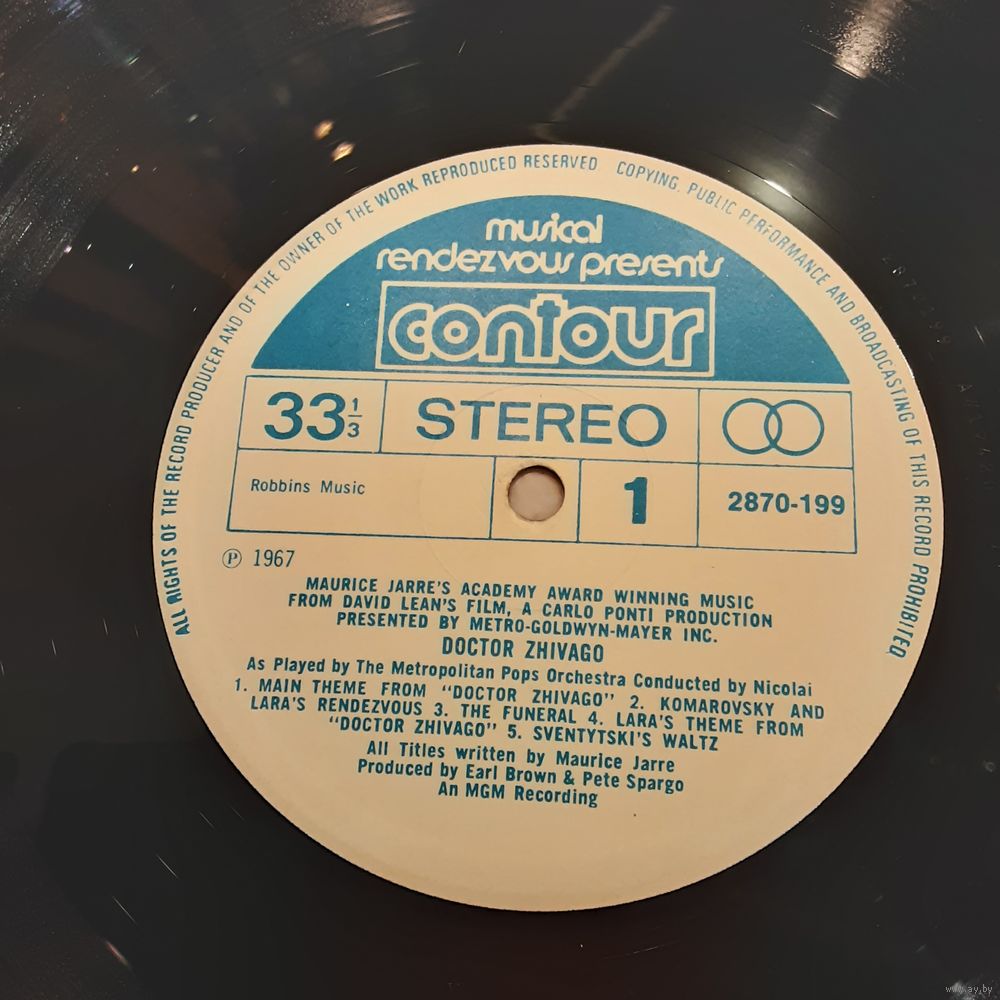 ALL RIGHTS OF THE RECORD PRODUCER AND OF THE OWNER OF THE WORK REPRODUCED RESERVED COPYING. PUBLIC PERFORMANCE AND BROADCASTING OF THIS RECORD PROHIBITED.
musical
rendezvous presents
contour
33 1/3
STEREO
Robbins Music
1
2870-199
Ⓟ 1967
MAURICE JARRE'S ACADEMY AWARD WINNING MUSIC
FROM DAVID LEAN'S FILM, A CARLO PONTI PRODUCTION
PRESENTED BY METRO-GOLDWYN-MAYER INC.
DOCTOR ZHIVAGO
As Played by The Metropolitan Pops Orchestra Conducted by Nicolai
1. MAIN THEME FROM "DOCTOR ZHIVAGO" 2. KOMAROVSKY AND
LARA'S RENDEZVOUS 3. THE FUNERAL 4. LARA'S THEME FROM
"DOCTOR ZHIVAGO" 5. SVENTYTSKI'S WALTZ
All Titles written by Maurice Jarre
Produced by Earl Brown & Pete Spargo
An MGM Recording
www.ay.by